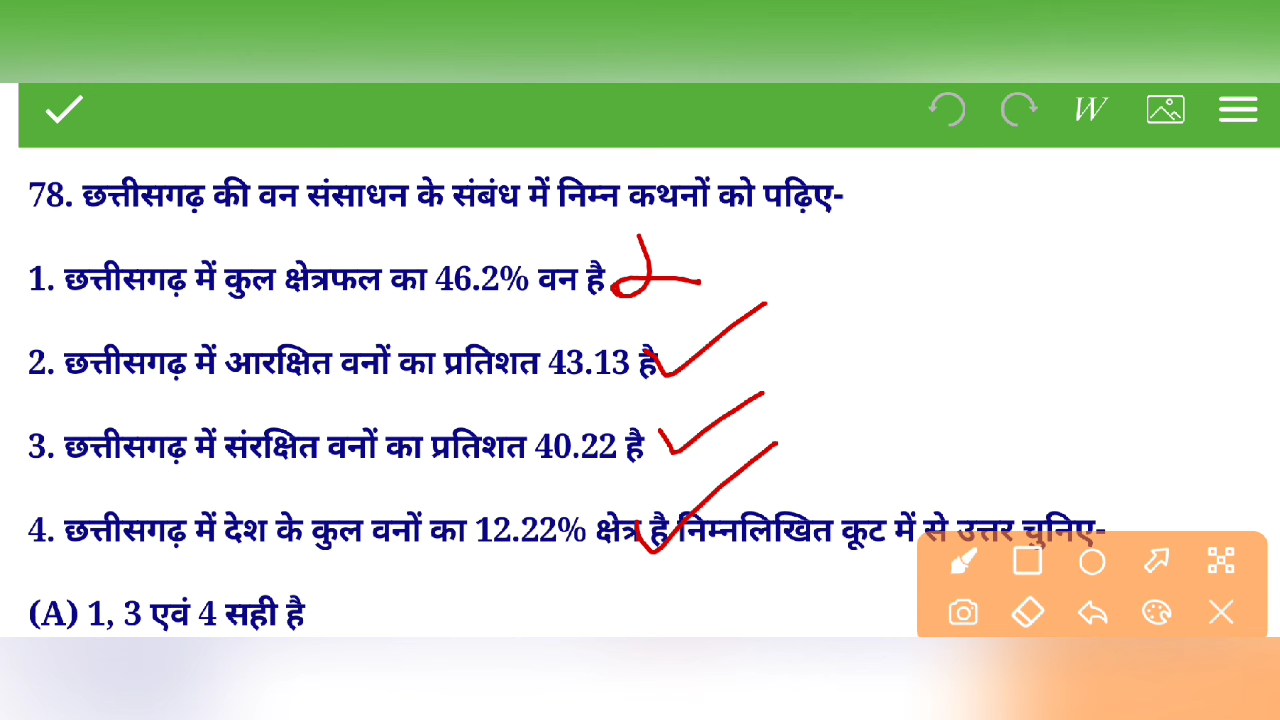 W
78. छत्तीसगढ़ की वन संसाधन के संबंध में निम्न कथनों को पढ़िए-
1. छत्तीसगढ़ में कुल क्षेत्रफल का 46.2% वन है
2. छत्तीसगढ़ में आरक्षित वनों का प्रतिशत 43.13 है
3. छत्तीसगढ़ में संरक्षित वनों का प्रतिशत 40.22 है
4. छत्तीसगढ़ में देश के कुल वनों का 12.22% क्षेत्र है निम्नलिखित कूट में से उत्तर चुनिए-
(A) 1, 3 एवं 4 सही है